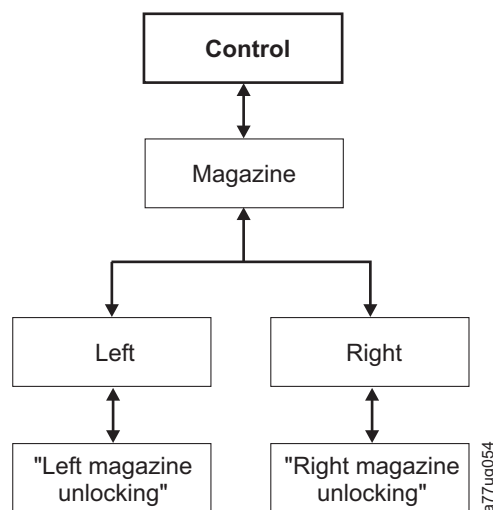 Control
Magazine
Left
Right
"Left magazine
unlocking"
"Right magazine
unlocking"
a77ug054